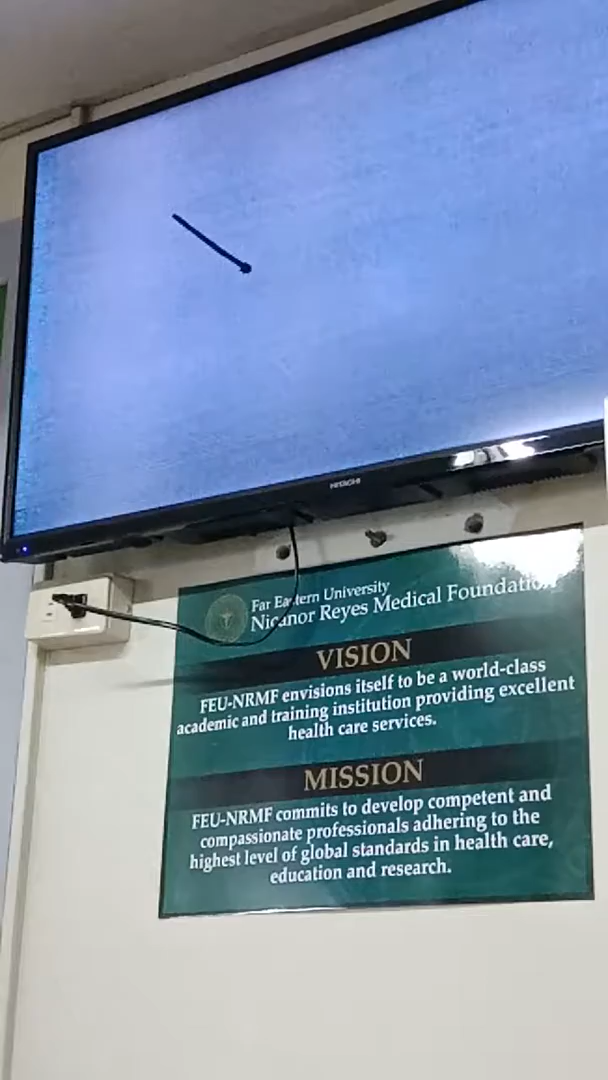 HITACHI
Far Eastern University
Nicanor Reyes Medical Foundation
VISION
FEU-NRMF envisions itself to be a world-class
academic and training institution providing excellent
health care services.
MISSION
FEU-NRMF commits to develop competent and
compassionate professionals adhering to the
highest level of global standards in health care,
education and research.